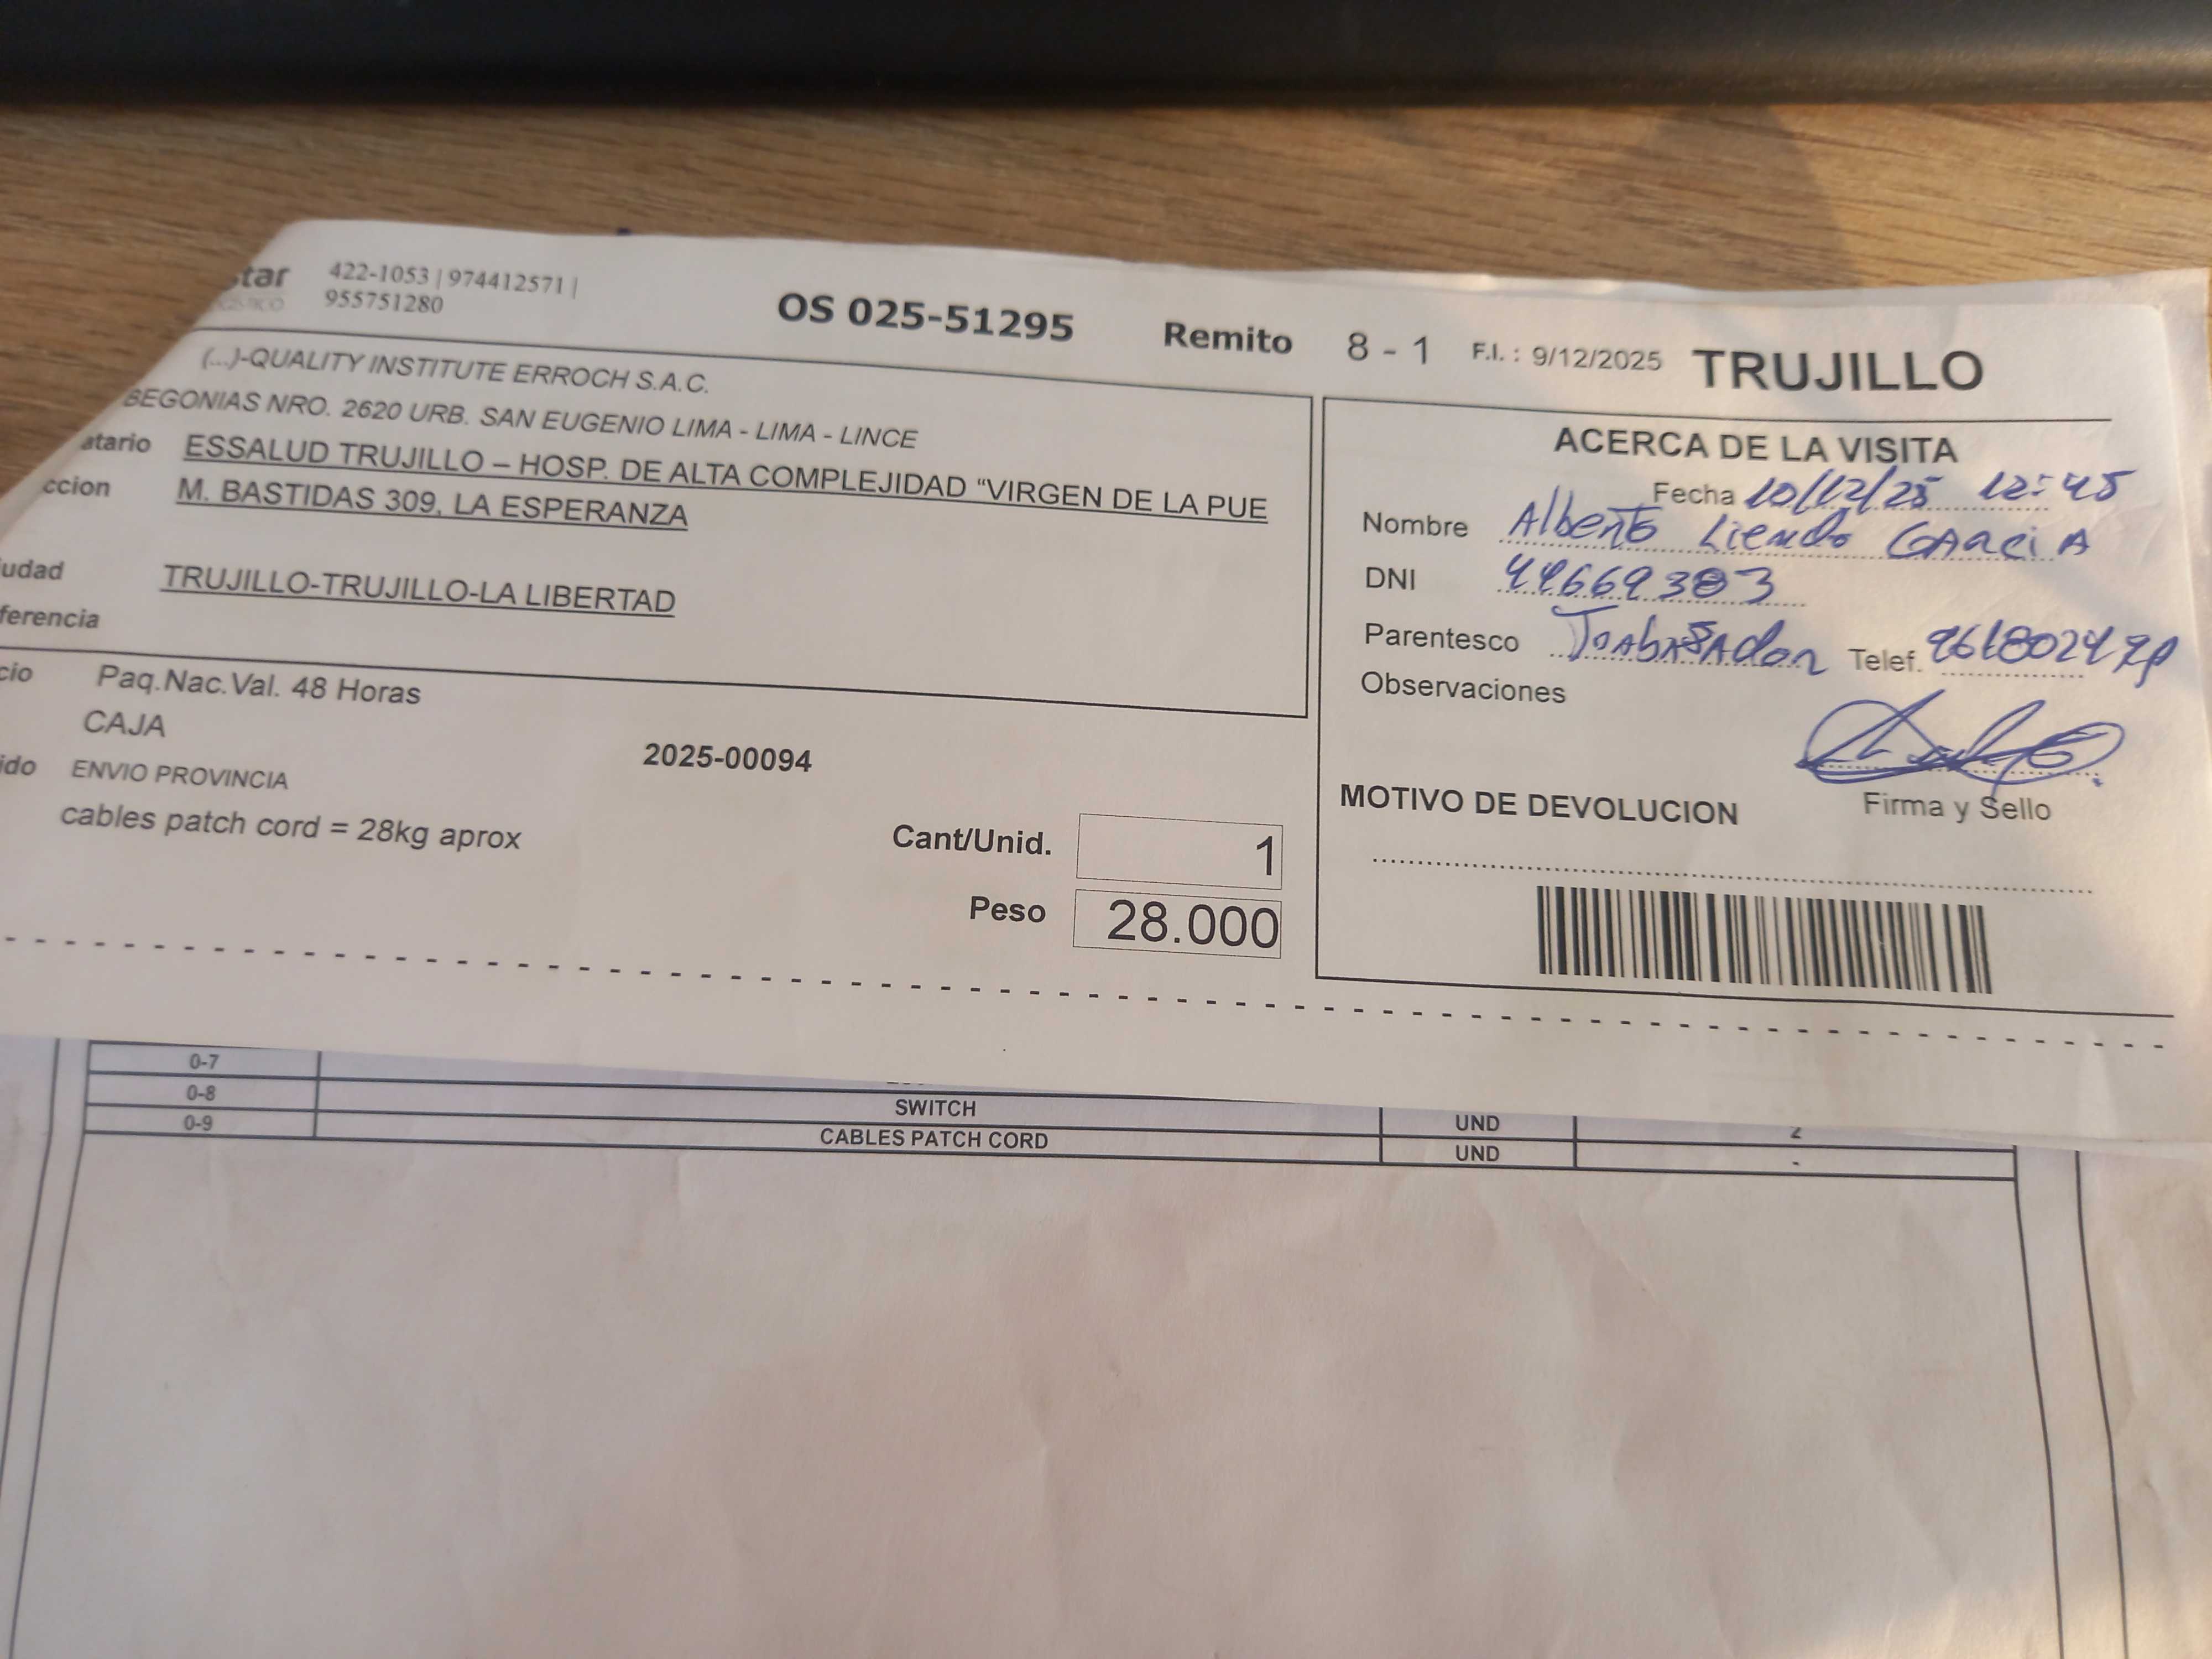 star
422-1053 | 974412571 |
955751280
OS 025-51295 Remito 8 - 1 F.I. : 9/12/2025 TRUJILLO
(...)-QUALITY INSTITUTE ERROCH S.A.C.
BEGONIAS NRO. 2620 URB. SAN EUGENIO LIMA - LIMA - LINCE
atario ESSALUD TRUJILLO – HOSP. DE ALTA COMPLEJIDAD “VIRGEN DE LA PUE
ccion M. BASTIDAS 309, LA ESPERANZA
udad TRUJILLO-TRUJILLO-LA LIBERTAD
ferencia
cio Paq.Nac.Val. 48 Horas
CAJA
ido ENVIO PROVINCIA
2025-00094
cables patch cord = 28kg aprox
Cant/Unid. 1
Peso 28.000
ACERCA DE LA VISITA
Fecha 10/12/25 12:45
Nombre Alberto Liendo GArciA
DNI
Parentesco TrAbAJAdor Telef.
Observaciones
Firma y Sello
MOTIVO DE DEVOLUCION
0-7
0-8 SWITCH UND 2
0-9 CABLES PATCH CORD UND -